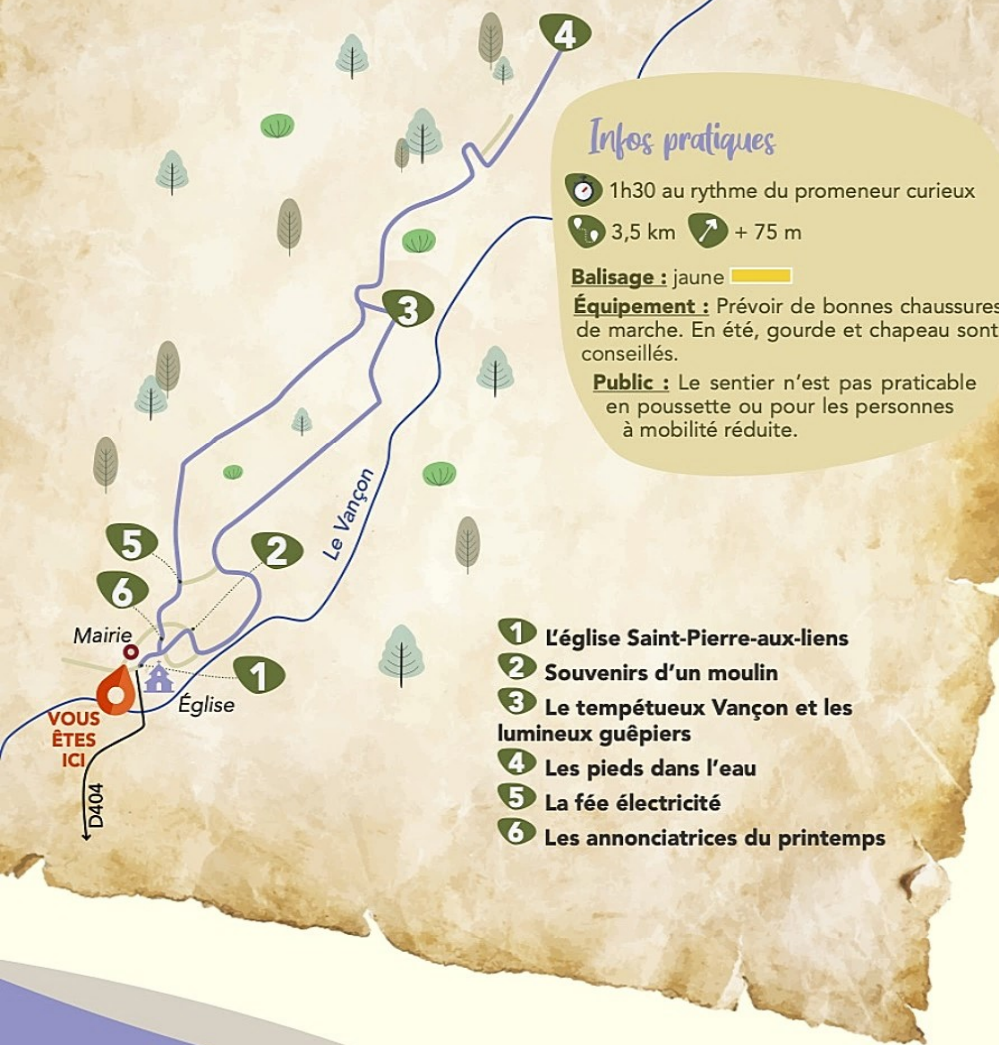 4
Infos pratiques
1h30 au rythme du promeneur curieux
3,5 km + 75 m
Balisage : jaune
Équipement : Prévoir de bonnes chaussures
de marche. En été, gourde et chapeau sont
conseillés.
Public : Le sentier n'est pas praticable
en poussette ou pour les personnes
à mobilité réduite.
3
Le Vançon
5
2
6
Mairie
1
Église
VOUS
ÊTES
ICI
D404
1 L'église Saint-Pierre-aux-liens
2 Souvenirs d'un moulin
3 Le tempétueux Vançon et les
lumineux guêpiers
4 Les pieds dans l'eau
5 La fée électricité
6 Les annonciatrices du printemps